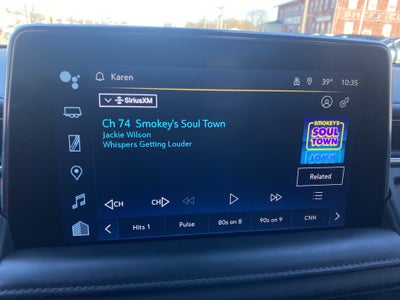 Karen
39° 10:35
SiriusXM
Ch 74 Smokey's Soul Town
Jackie Wilson
Whispers Getting Louder
SMOKEY'S
SOUL
TOWN
Related
CH
CH
Hits 1
Pulse
80s on 8
90s on 9
CNN